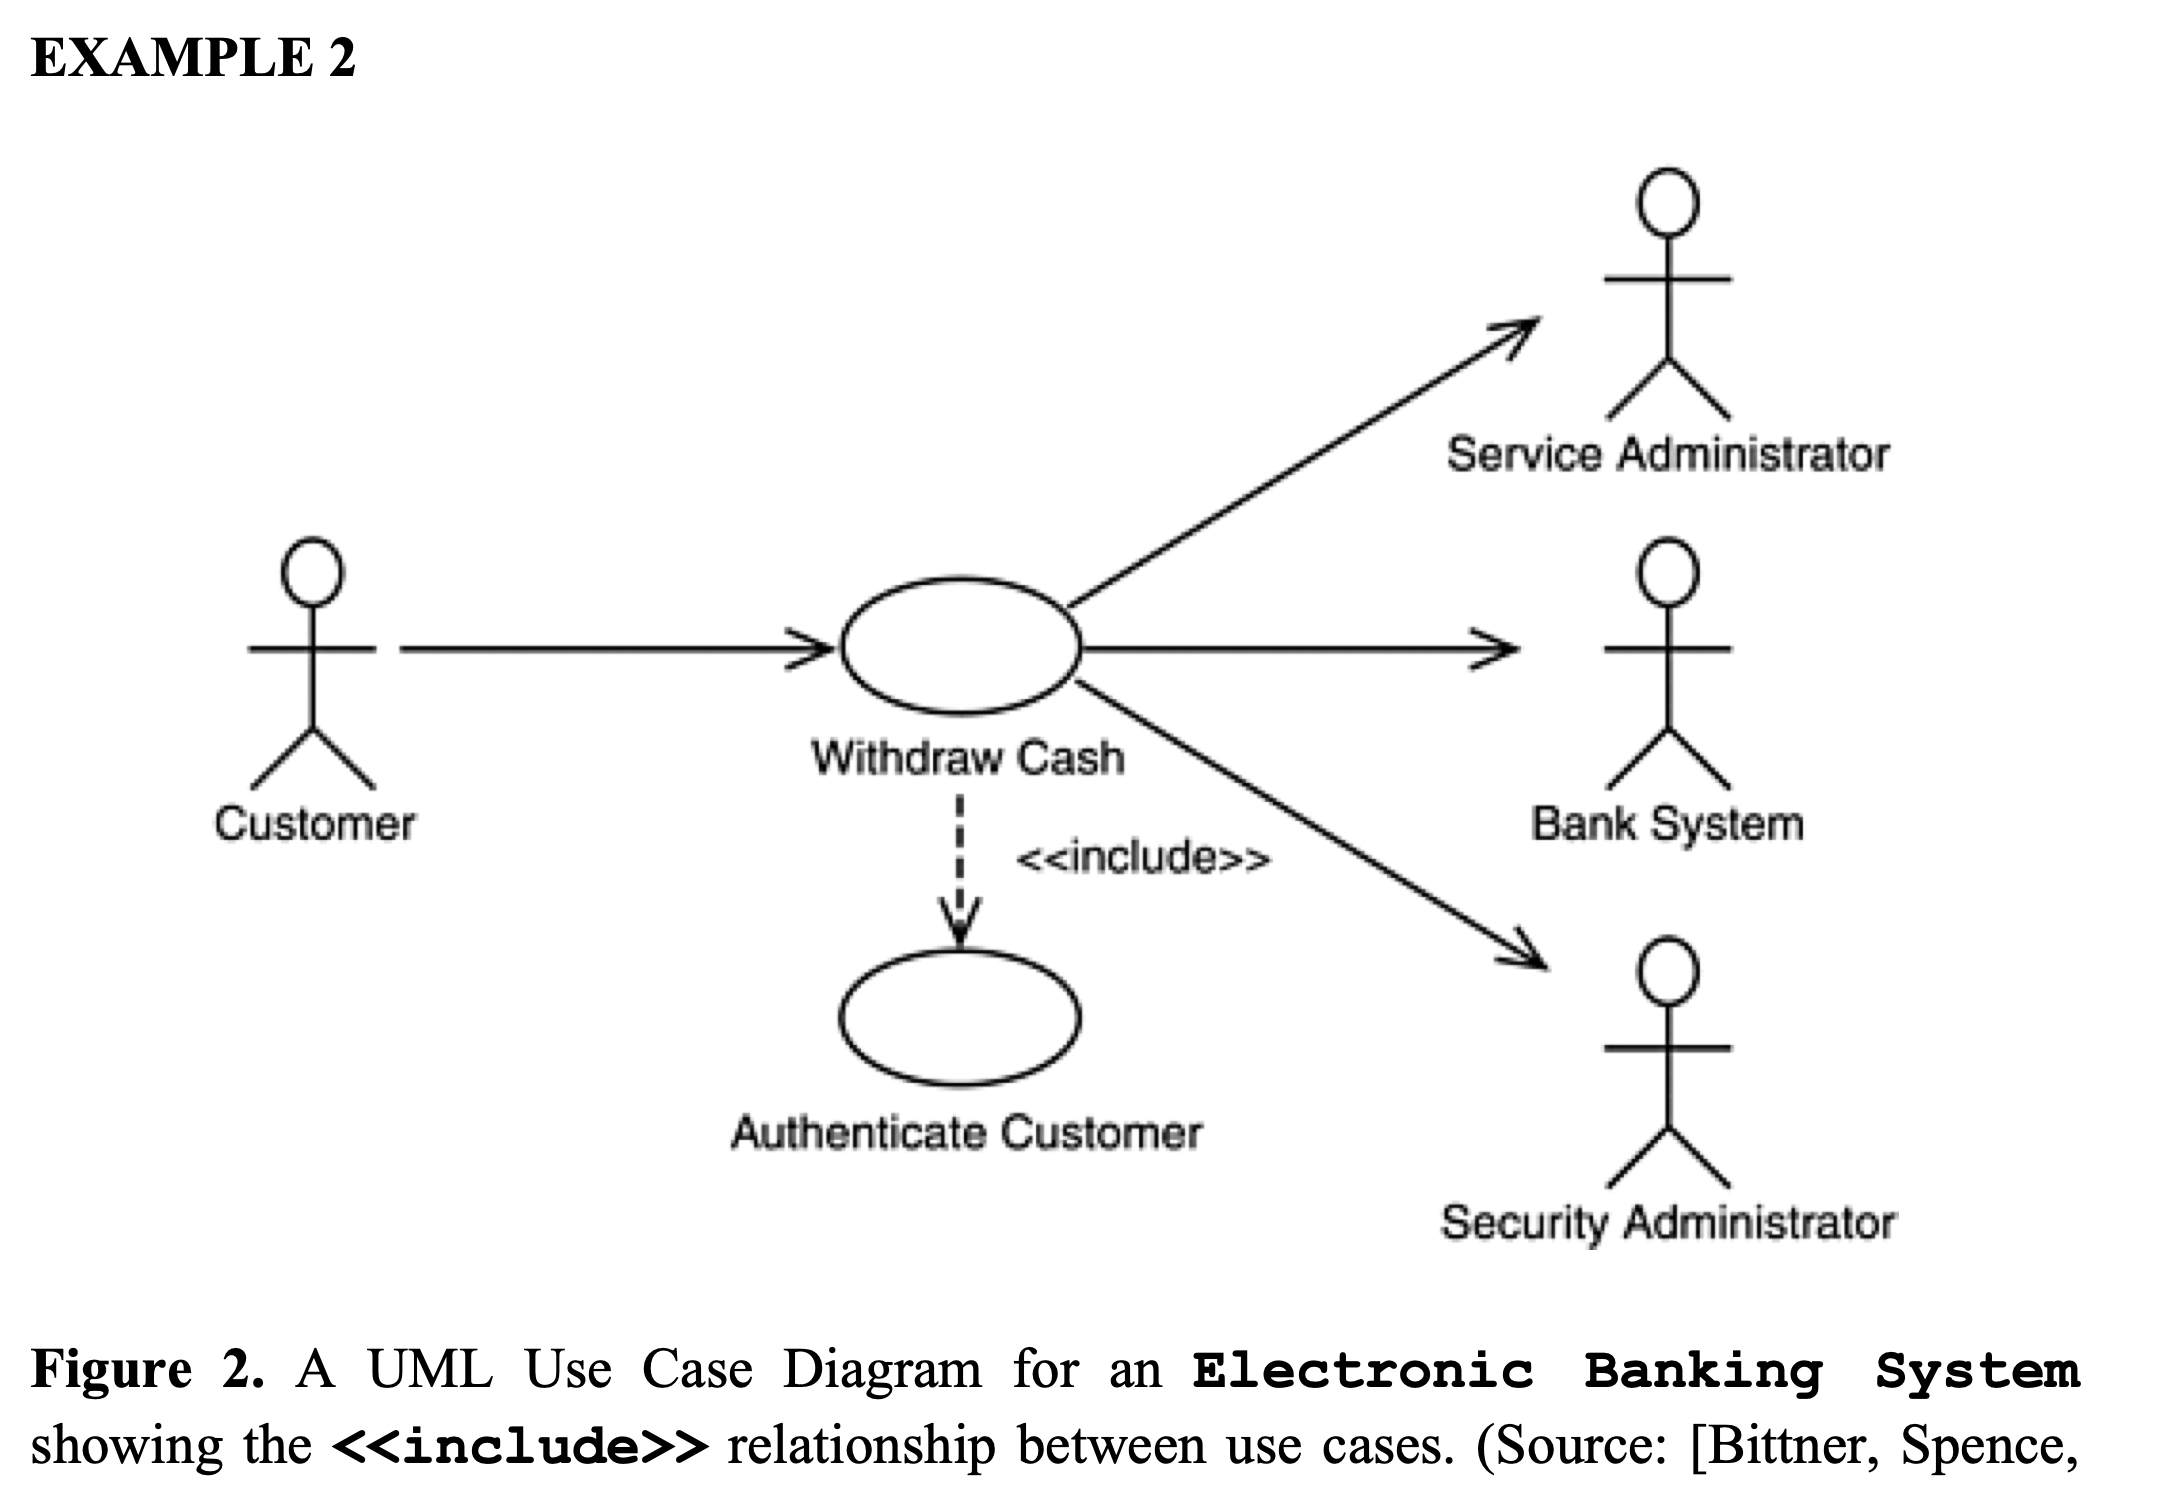 EXAMPLE 2
Service Administrator
Customer
Withdraw Cash
Bank System
<<include>>
Authenticate Customer
Security Administrator
Figure 2. A UML Use Case Diagram for an Electronic Banking System
showing the <<include>> relationship between use cases. (Source: [Bittner, Spence,